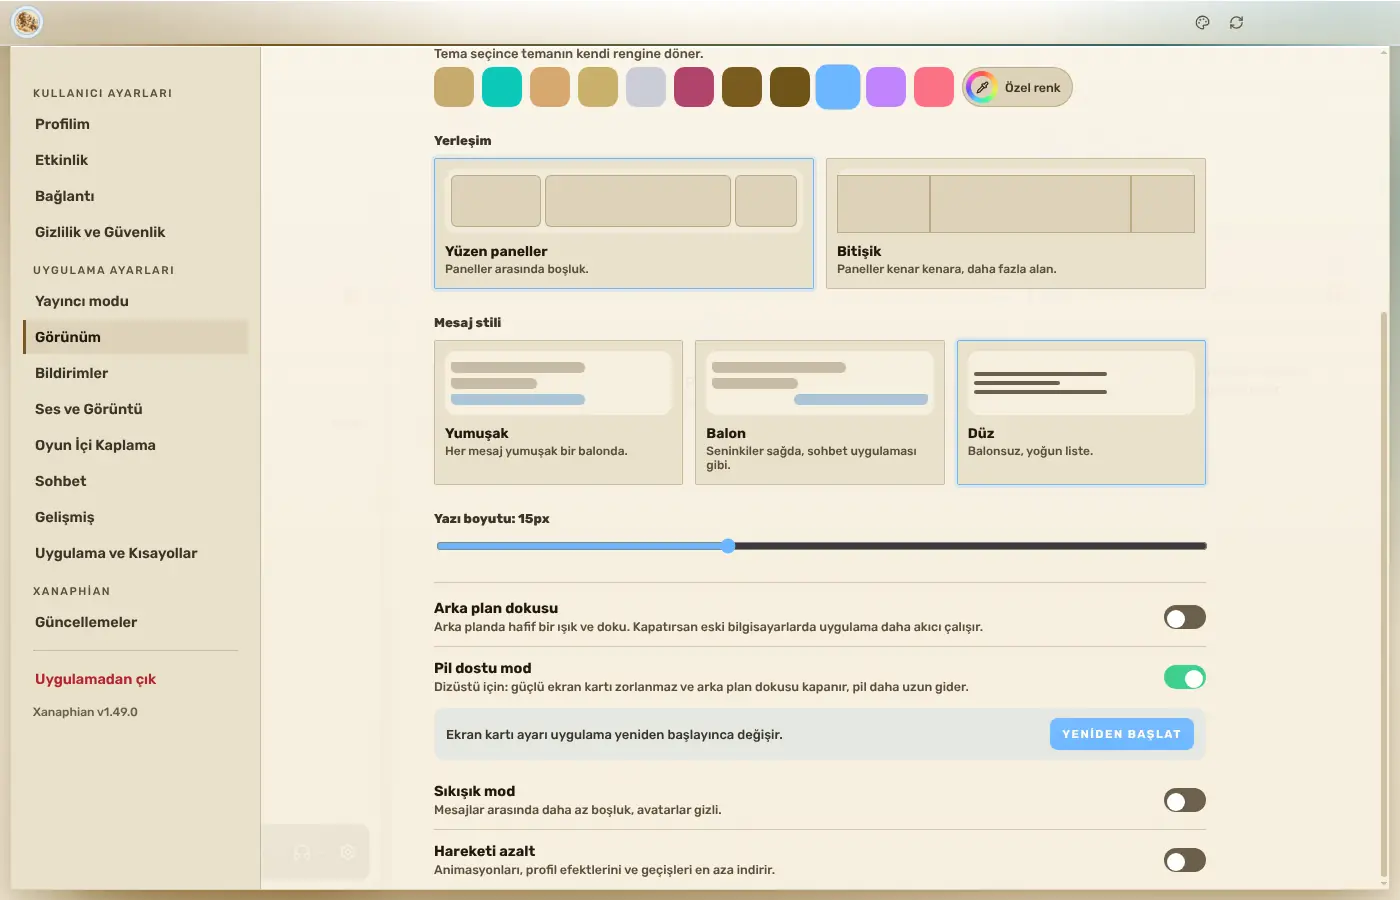 Tema seçince temanın kendi rengine döner.
Özel renk
KULLANICI AYARLARI
Profilim
Etkinlik
Bağlantı
Gizlilik ve Güvenlik
UYGULAMA AYARLARI
Yayıncı modu
Görünüm
Bildirimler
Ses ve Görüntü
Oyun İçi Kaplama
Sohbet
Gelişmiş
Uygulama ve Kısayollar
XANAPHİAN
Güncellemeler
Uygulamadan çık
Xanaphian v1.49.0
Yerleşim
Yüzen paneller
Paneller arasında boşluk.
Bitişik
Paneller kenar kenara, daha fazla alan.
Mesaj stili
Yumuşak
Her mesaj yumuşak bir balonda.
Balon
Seninkiler sağda, sohbet uygulaması
gibi.
Düz
Balonsuz, yoğun liste.
Yazı boyutu: 15px
Arka plan dokusu
Arka planda hafif bir ışık ve doku. Kapatırsan eski bilgisayarlarda uygulama daha akıcı çalışır.
Pil dostu mod
Dizüstü için: güçlü ekran kartı zorlanmaz ve arka plan dokusu kapanır, pil daha uzun gider.
Ekran kartı ayarı uygulama yeniden başlayınca değişir.
YENİDEN BAŞLAT
Sıkışık mod
Mesajlar arasında daha az boşluk, avatarlar gizli.
Hareketi azalt
Animasyonları, profil efektlerini ve geçişleri en aza indirir.